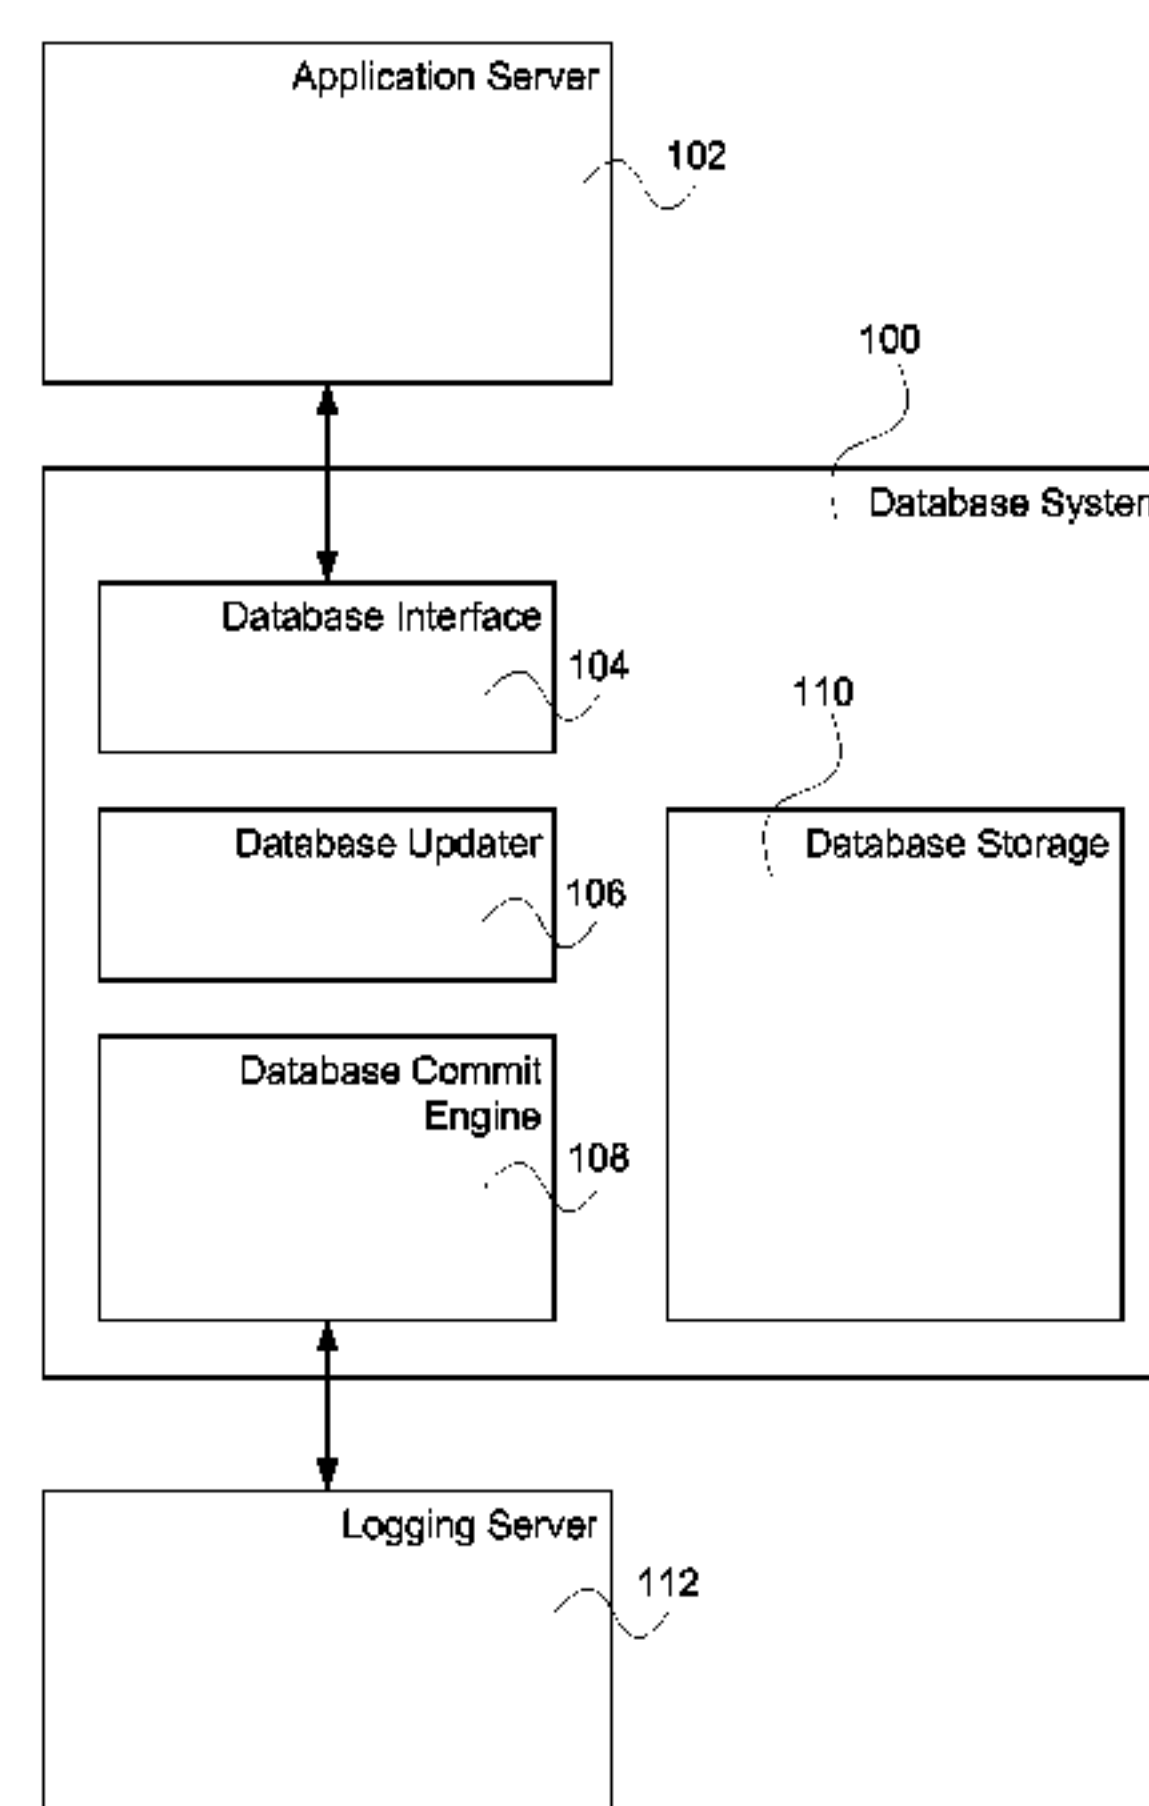 Application Server
102
100
Database System
Database Interface
104
110
Database Updater
106
Database Storage
Database Commit
Engine
108
Logging Server
112